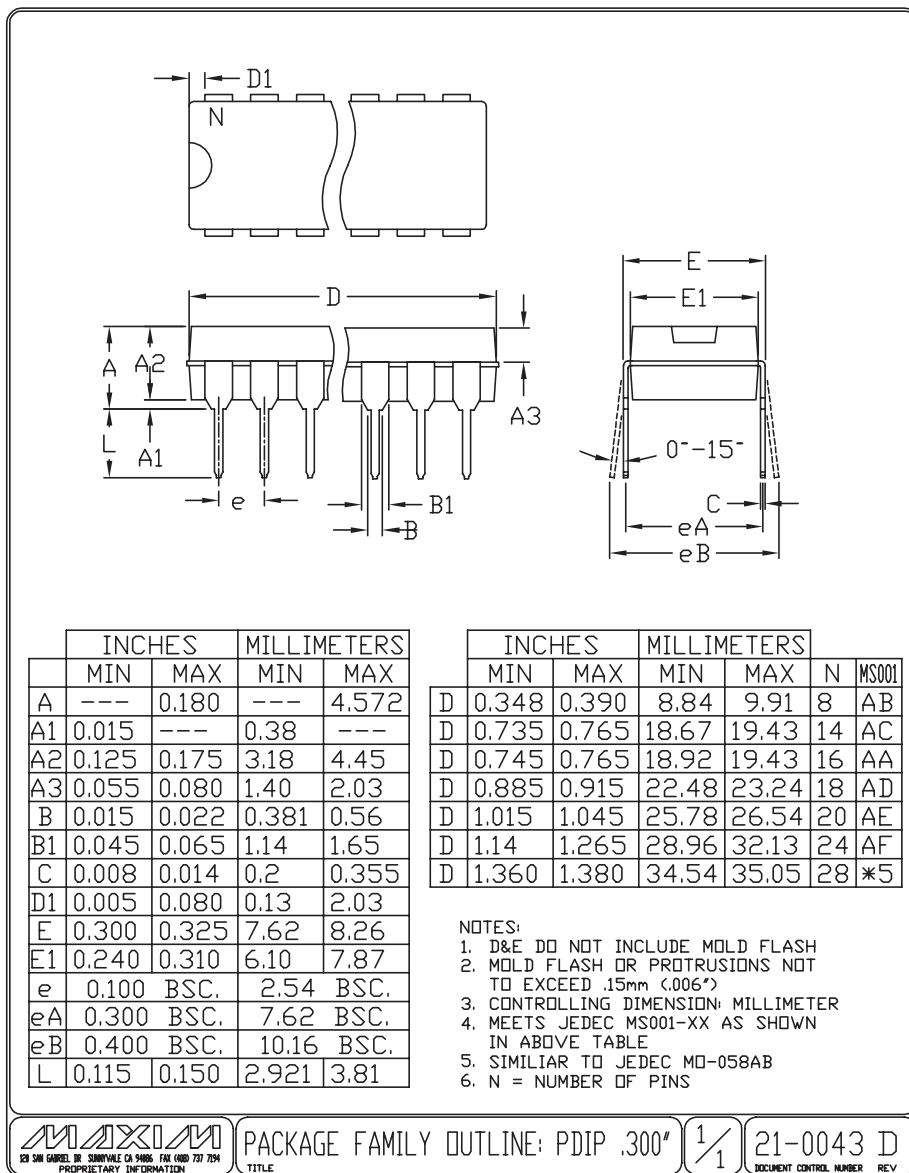 D1
N
D
E
E1
A
A2
A3
L
A1
0°-15°
e
B1
B
C
eA
eB
INCHES MILLIMETERS
MIN MAX MIN MAX
A --- 0.180 --- 4.572
A1 0.015 --- 0.38 ---
A2 0.125 0.175 3.18 4.45
A3 0.055 0.080 1.40 2.03
B 0.015 0.022 0.381 0.56
B1 0.045 0.065 1.14 1.65
C 0.008 0.014 0.2 0.355
D1 0.005 0.080 0.13 2.03
E 0.300 0.325 7.62 8.26
E1 0.240 0.310 6.10 7.87
e 0.100 BSC. 2.54 BSC.
eA 0.300 BSC. 7.62 BSC.
eB 0.400 BSC. 10.16 BSC.
L 0.115 0.150 2.921 3.81
INCHES MILLIMETERS
MIN MAX MIN MAX N MS001
D 0.348 0.390 8.84 9.91 8 AB
D 0.735 0.765 18.67 19.43 14 AC
D 0.745 0.765 18.92 19.43 16 AA
D 0.885 0.915 22.48 23.24 18 AD
D 1.015 1.045 25.78 26.54 20 AE
D 1.14 1.265 28.96 32.13 24 AF
D 1.360 1.380 34.54 35.05 28 *5
NOTES:
1. D&E DO NOT INCLUDE MOLD FLASH
2. MOLD FLASH OR PROTRUSIONS NOT
TO EXCEED .15mm (.006")
3. CONTROLLING DIMENSION: MILLIMETER
4. MEETS JEDEC MS001-XX AS SHOWN
IN ABOVE TABLE
5. SIMILIAR TO JEDEC MO-058AB
6. N = NUMBER OF PINS
MAXIM
120 SAN GABRIEL DR SUNNYVALE CA 94086 FAX (408) 737 7194
PROPRIETARY INFORMATION
PACKAGE FAMILY OUTLINE: PDIP .300"
TITLE
1/1
21-0043 D
DOCUMENT CONTROL NUMBER REV